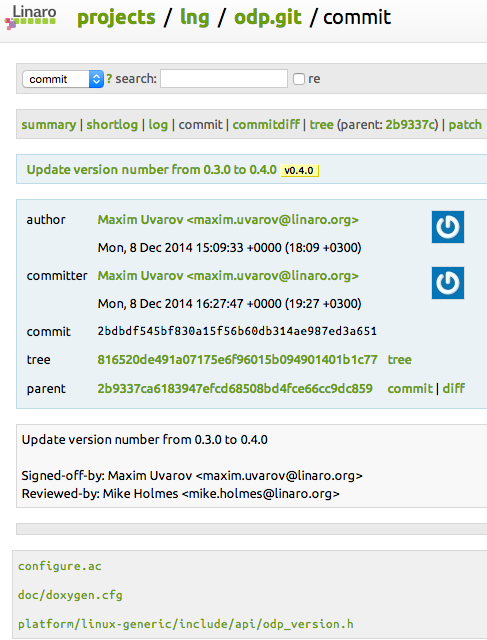 Linaro projects / lng / odp.git / commit
commit ? search: re
summary | shortlog | log | commit | commitdiff | tree (parent: 2b9337c) | patch
Update version number from 0.3.0 to 0.4.0 v0.4.0
author Maxim Uvarov <maxim.uvarov@linaro.org>
Mon, 8 Dec 2014 15:09:33 +0000 (18:09 +0300)
committer Maxim Uvarov <maxim.uvarov@linaro.org>
Mon, 8 Dec 2014 16:27:47 +0000 (19:27 +0300)
commit 2bdbdf545bf830a15f56b60db314ae987ed3a651
tree 816520de491a07175e6f96015b094901401b1c77 tree
parent 2b9337ca6183947efcd68508bd4fce66cc9dc859 commit | diff
Update version number from 0.3.0 to 0.4.0
Signed-off-by: Maxim Uvarov <maxim.uvarov@linaro.org>
Reviewed-by: Mike Holmes <mike.holmes@linaro.org>
configure.ac
doc/doxygen.cfg
platform/linux-generic/include/api/odp_version.h